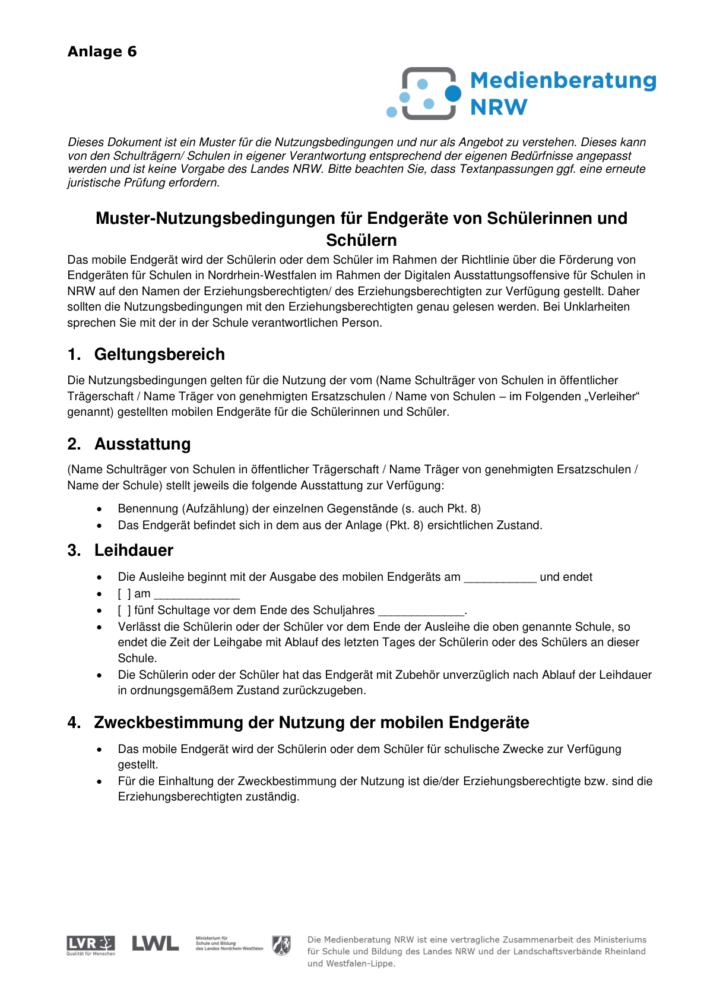 Anlage 6
Medienberatung
NRW
Dieses Dokument ist ein Muster für die Nutzungsbedingungen und nur als Angebot zu verstehen. Dieses kann
von den Schulträgern/ Schulen in eigener Verantwortung entsprechend der eigenen Bedürfnisse angepasst
werden und ist keine Vorgabe des Landes NRW. Bitte beachten Sie, dass Textanpassungen ggf. eine erneute
juristische Prüfung erfordern.
Muster-Nutzungsbedingungen für Endgeräte von Schülerinnen und
Schülern
Das mobile Endgerät wird der Schülerin oder dem Schüler im Rahmen der Richtlinie über die Förderung von
Endgeräten für Schulen in Nordrhein-Westfalen im Rahmen der Digitalen Ausstattungsoffensive für Schulen in
NRW auf den Namen der Erziehungsberechtigten/ des Erziehungsberechtigten zur Verfügung gestellt. Daher
sollten die Nutzungsbedingungen mit den Erziehungsberechtigten genau gelesen werden. Bei Unklarheiten
sprechen Sie mit der in der Schule verantwortlichen Person.
1. Geltungsbereich
Die Nutzungsbedingungen gelten für die Nutzung der vom (Name Schulträger von Schulen in öffentlicher
Trägerschaft / Name Träger von genehmigten Ersatzschulen / Name von Schulen – im Folgenden „Verleiher“
genannt) gestellten mobilen Endgeräte für die Schülerinnen und Schüler.
2. Ausstattung
(Name Schulträger von Schulen in öffentlicher Trägerschaft / Name Träger von genehmigten Ersatzschulen /
Name der Schule) stellt jeweils die folgende Ausstattung zur Verfügung:
• Benennung (Aufzählung) der einzelnen Gegenstände (s. auch Pkt. 8)
• Das Endgerät befindet sich in dem aus der Anlage (Pkt. 8) ersichtlichen Zustand.
3. Leihdauer
• Die Ausleihe beginnt mit der Ausgabe des mobilen Endgeräts am ___________ und endet
• [ ] am _____________
• [ ] fünf Schultage vor dem Ende des Schuljahres _____________.
• Verlässt die Schülerin oder der Schüler vor dem Ende der Ausleihe die oben genannte Schule, so
endet die Zeit der Leihgabe mit Ablauf des letzten Tages der Schülerin oder des Schülers an dieser
Schule.
• Die Schülerin oder der Schüler hat das Endgerät mit Zubehör unverzüglich nach Ablauf der Leihdauer
in ordnungsgemäßem Zustand zurückzugeben.
4. Zweckbestimmung der Nutzung der mobilen Endgeräte
• Das mobile Endgerät wird der Schülerin oder dem Schüler für schulische Zwecke zur Verfügung
gestellt.
• Für die Einhaltung der Zweckbestimmung der Nutzung ist die/der Erziehungsberechtigte bzw. sind die
Erziehungsberechtigten zuständig.
LVR
Qualität für Menschen
LWL
Ministerium für
Schule und Bildung
des Landes Nordrhein-Westfalen
Die Medienberatung NRW ist eine vertragliche Zusammenarbeit des Ministeriums
für Schule und Bildung des Landes NRW und der Landschaftsverbände Rheinland
und Westfalen-Lippe.